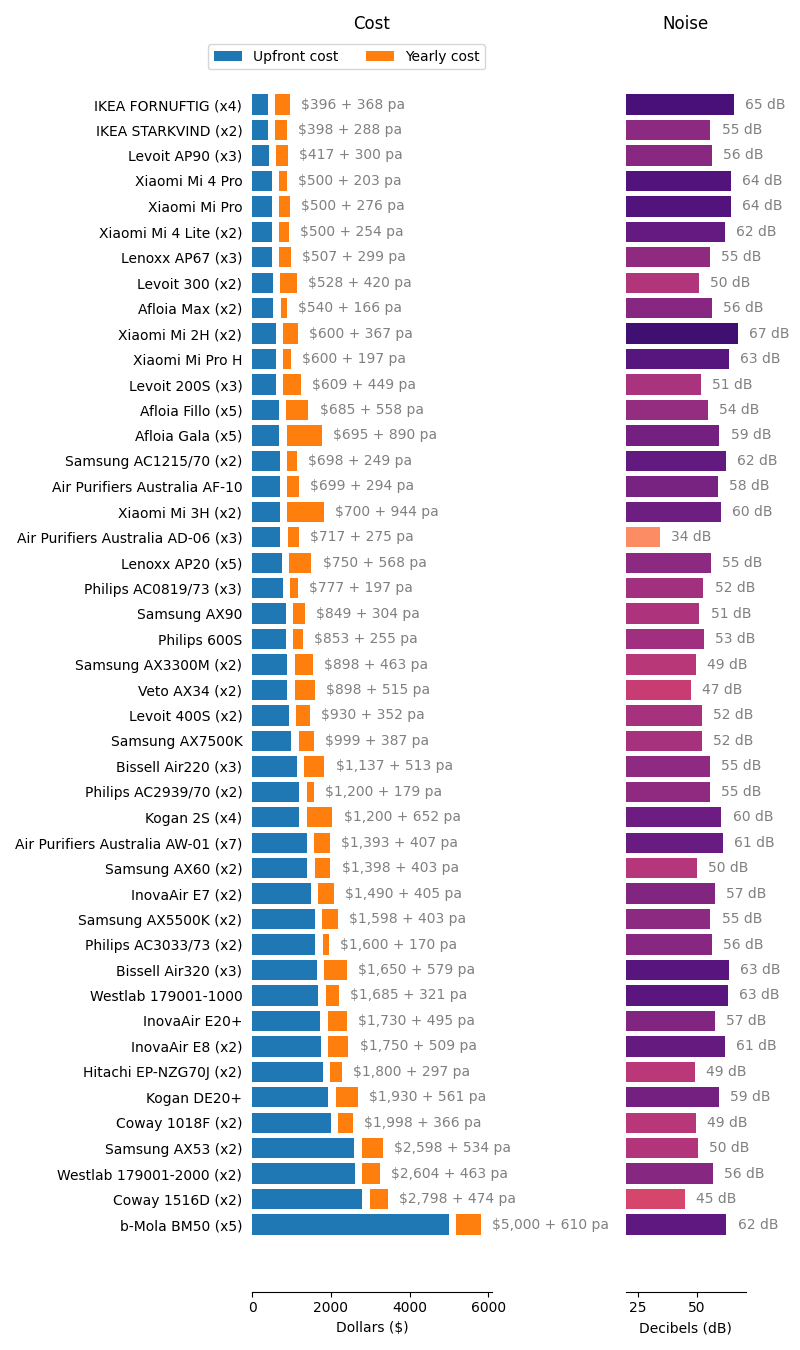 Cost Noise
Upfront cost Yearly cost
IKEA FORNUFTIG (x4) $396 + 368 pa 65 dB
IKEA STARKVIND (x2) $398 + 288 pa 55 dB
Levoit AP90 (x3) $417 + 300 pa 56 dB
Xiaomi Mi 4 Pro $500 + 203 pa 64 dB
Xiaomi Mi Pro $500 + 276 pa 64 dB
Xiaomi Mi 4 Lite (x2) $500 + 254 pa 62 dB
Lenoxx AP67 (x3) $507 + 299 pa 55 dB
Levoit 300 (x2) $528 + 420 pa 50 dB
Afloia Max (x2) $540 + 166 pa 56 dB
Xiaomi Mi 2H (x2) $600 + 367 pa 67 dB
Xiaomi Mi Pro H $600 + 197 pa 63 dB
Levoit 200S (x3) $609 + 449 pa 51 dB
Afloia Fillo (x5) $685 + 558 pa 54 dB
Afloia Gala (x5) $695 + 890 pa 59 dB
Samsung AC1215/70 (x2) $698 + 249 pa 62 dB
Air Purifiers Australia AF-10 $699 + 294 pa 58 dB
Xiaomi Mi 3H (x2) $700 + 944 pa 60 dB
Air Purifiers Australia AD-06 (x3) $717 + 275 pa 34 dB
Lenoxx AP20 (x5) $750 + 568 pa 55 dB
Philips AC0819/73 (x3) $777 + 197 pa 52 dB
Samsung AX90 $849 + 304 pa 51 dB
Philips 600S $853 + 255 pa 53 dB
Samsung AX3300M (x2) $898 + 463 pa 49 dB
Veto AX34 (x2) $898 + 515 pa 47 dB
Levoit 400S (x2) $930 + 352 pa 52 dB
Samsung AX7500K $999 + 387 pa 52 dB
Bissell Air220 (x3) $1,137 + 513 pa 55 dB
Philips AC2939/70 (x2) $1,200 + 179 pa 55 dB
Kogan 2S (x4) $1,200 + 652 pa 60 dB
Air Purifiers Australia AW-01 (x7) $1,393 + 407 pa 61 dB
Samsung AX60 (x2) $1,398 + 403 pa 50 dB
InovaAir E7 (x2) $1,490 + 405 pa 57 dB
Samsung AX5500K (x2) $1,598 + 403 pa 55 dB
Philips AC3033/73 (x2) $1,600 + 170 pa 56 dB
Bissell Air320 (x3) $1,650 + 579 pa 63 dB
Westlab 179001-1000 $1,685 + 321 pa 63 dB
InovaAir E20+ $1,730 + 495 pa 57 dB
InovaAir E8 (x2) $1,750 + 509 pa 61 dB
Hitachi EP-NZG70J (x2) $1,800 + 297 pa 49 dB
Kogan DE20+ $1,930 + 561 pa 59 dB
Coway 1018F (x2) $1,998 + 366 pa 49 dB
Samsung AX53 (x2) $2,598 + 534 pa 50 dB
Westlab 179001-2000 (x2) $2,604 + 463 pa 56 dB
Coway 1516D (x2) $2,798 + 474 pa 45 dB
b-Mola BM50 (x5) $5,000 + 610 pa 62 dB
0 2000 4000 6000 25 50
Dollars ($) Decibels (dB)